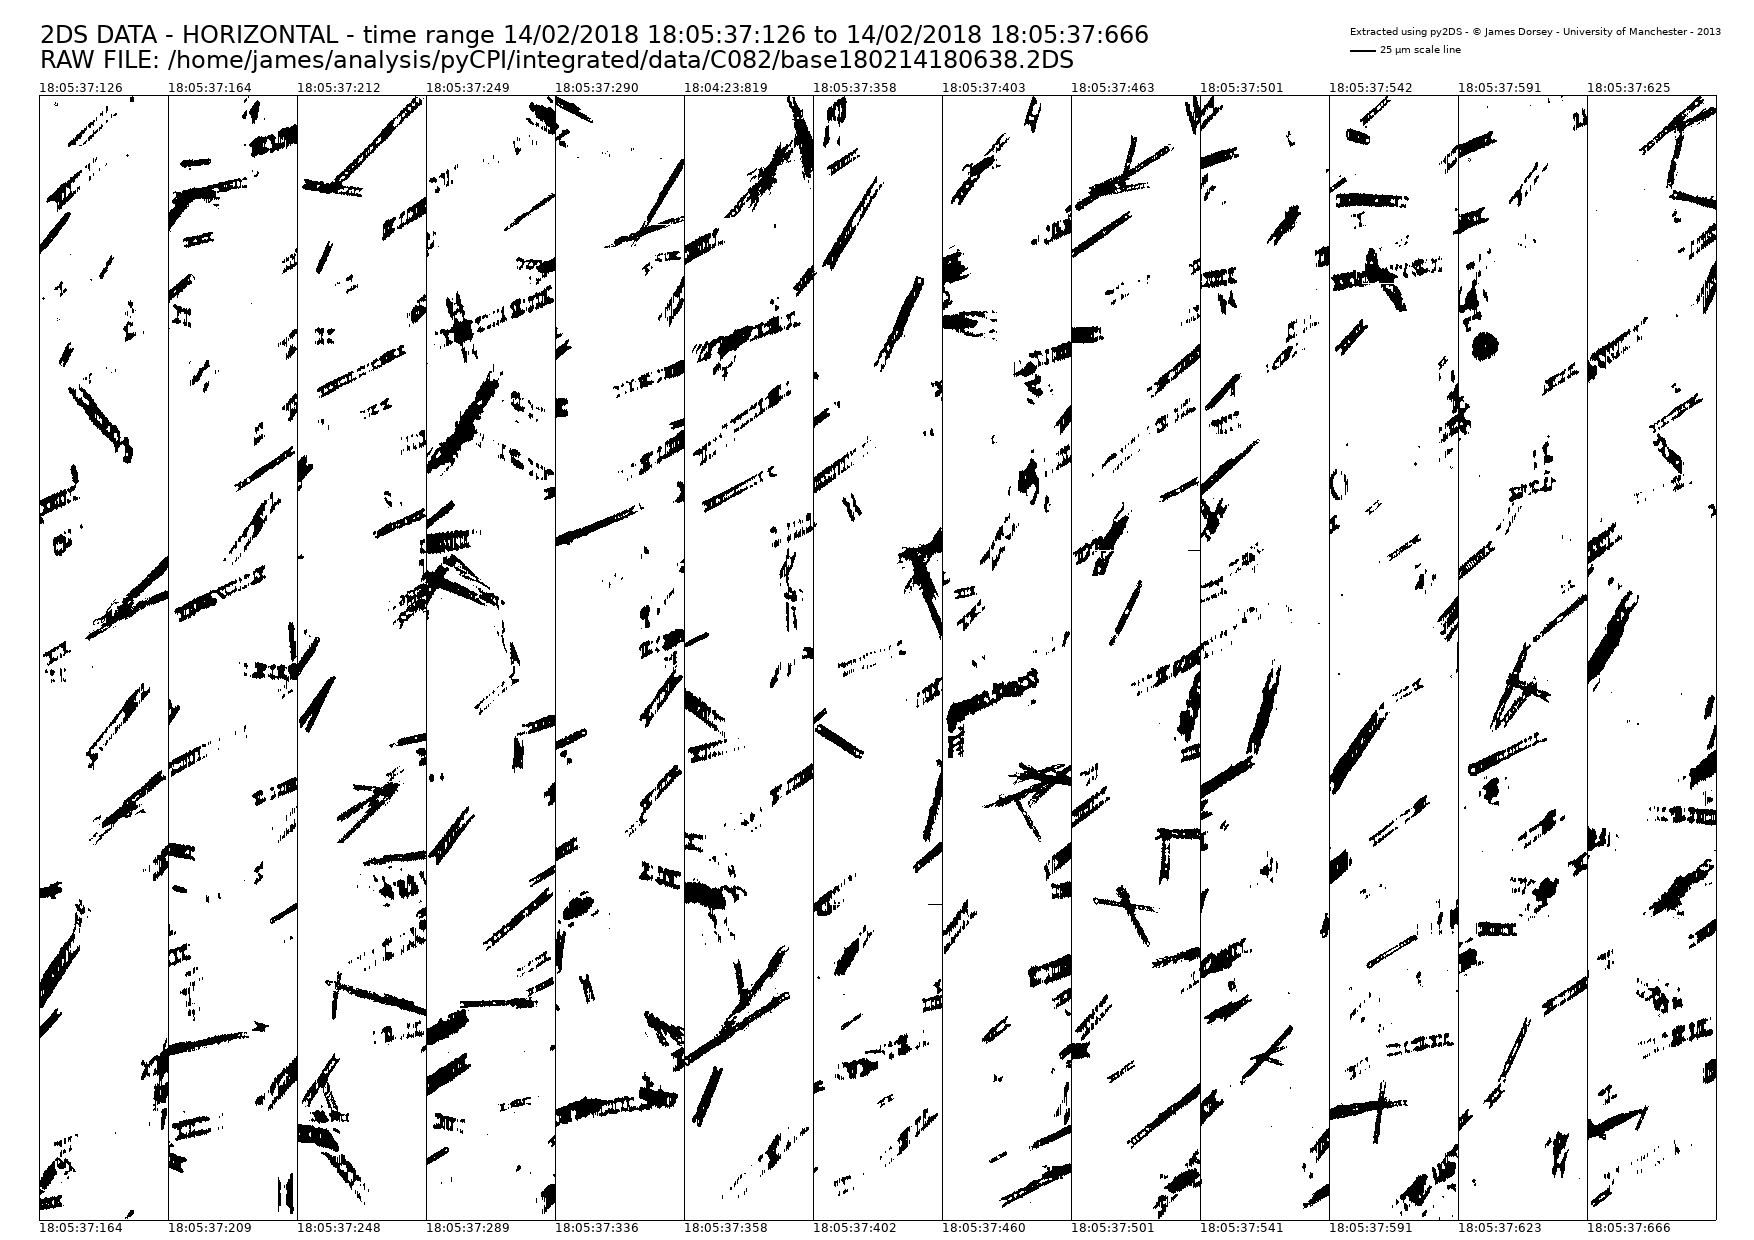 2DS DATA - HORIZONTAL - time range 14/02/2018 18:05:37:126 to 14/02/2018 18:05:37:666
RAW FILE: /home/james/analysis/pyCPI/integrated/data/C082/base180214180638.2DS
Extracted using py2DS - © James Dorsey - University of Manchester - 2013
25 µm scale line
18:05:37:126 18:05:37:164 18:05:37:212 18:05:37:249 18:05:37:290 18:04:23:819 18:05:37:358 18:05:37:403 18:05:37:463 18:05:37:501 18:05:37:542 18:05:37:591 18:05:37:625
18:05:37:164 18:05:37:209 18:05:37:248 18:05:37:289 18:05:37:336 18:05:37:358 18:05:37:402 18:05:37:460 18:05:37:501 18:05:37:541 18:05:37:591 18:05:37:623 18:05:37:666